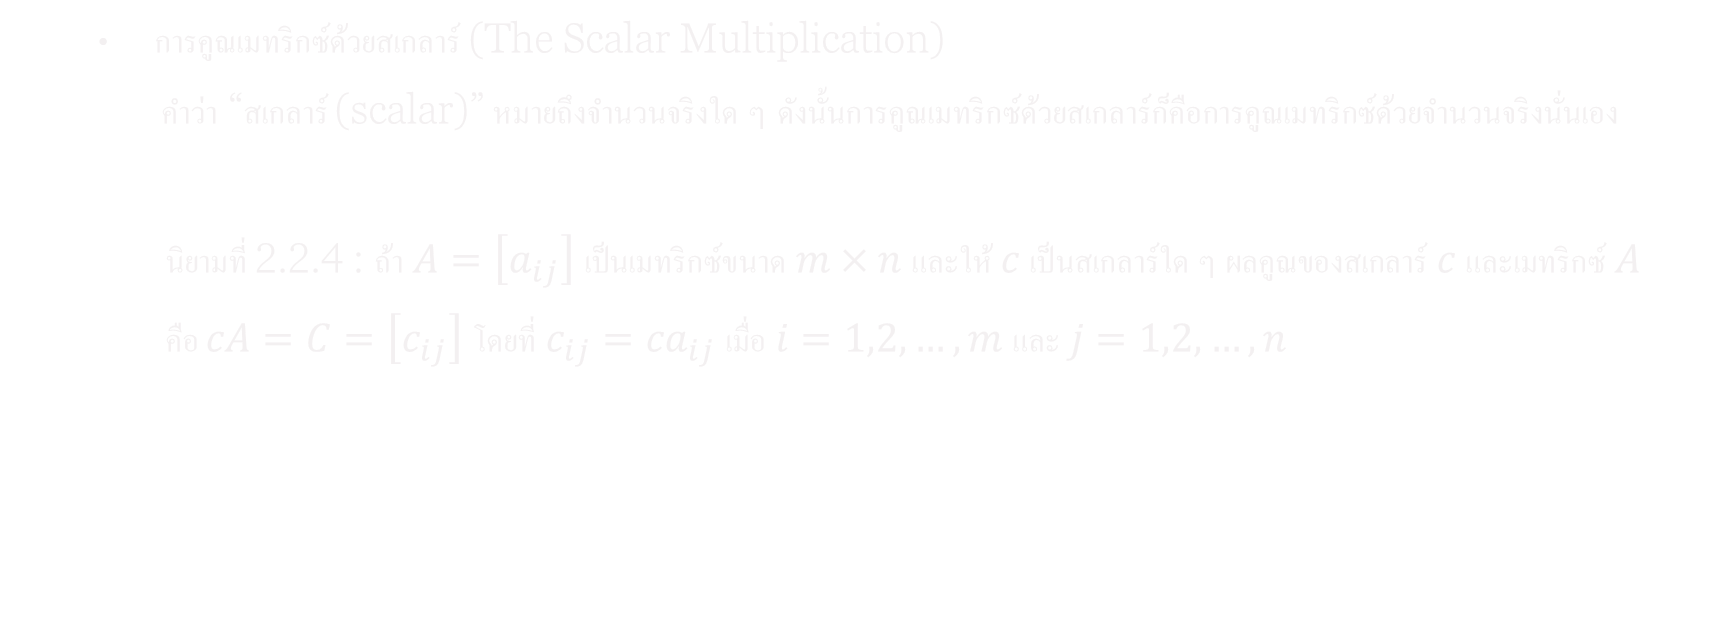 • การคูณเมทริกซ์ด้วยสเกลาร์ (The Scalar Multiplication)
คำว่า “สเกลาร์ (scalar)” หมายถึงจำนวนจริงใด ๆ ดังนั้นการคูณเมทริกซ์ด้วยสเกลาร์ก็คือการคูณเมทริกซ์ด้วยจำนวนจริงนั่นเอง
นิยามที่ 2.2.4 : ถ้า A = [a_{ij}] เป็นเมทริกซ์ขนาด m × n และให้ c เป็นสเกลาร์ใด ๆ ผลคูณของสเกลาร์ c และเมทริกซ์ A
คือ cA = C = [c_{ij}] โดยที่ c_{ij} = ca_{ij} เมื่อ i = 1,2, … , m และ j = 1,2, … , n